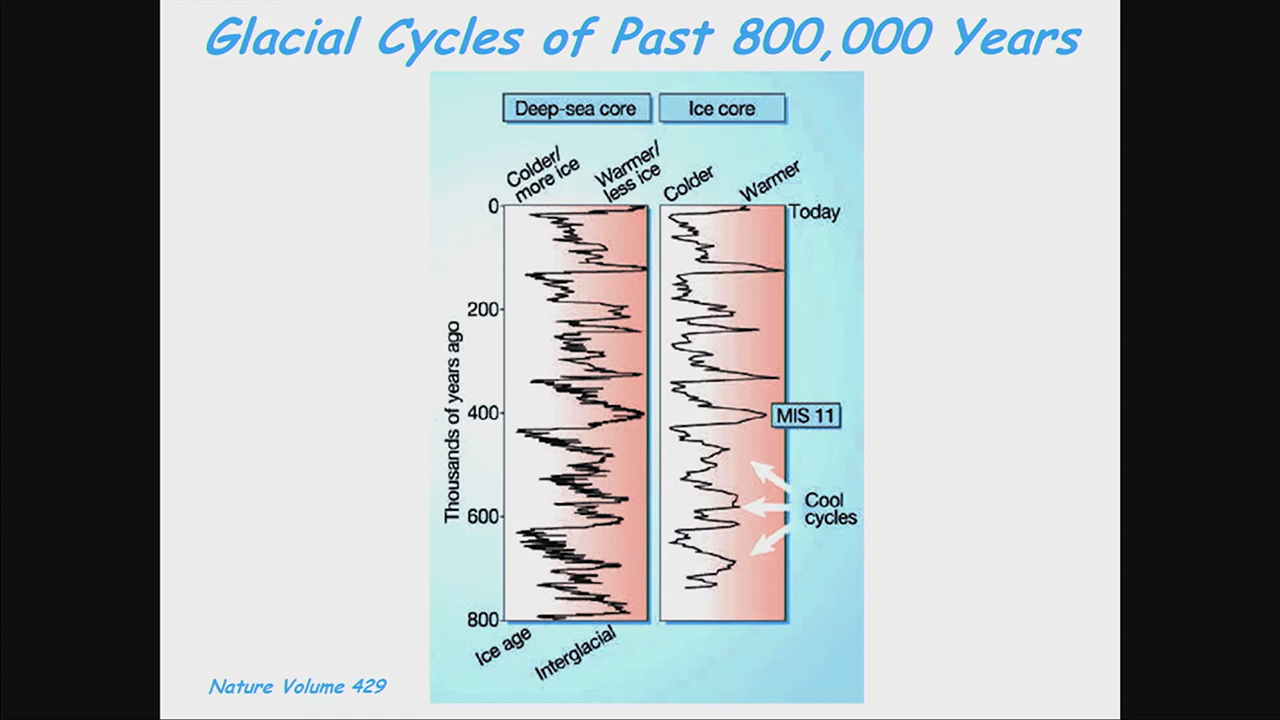 Glacial Cycles of Past 800,000 Years
Deep-sea core
Ice core
Colder/
more ice
Warmer/
less ice
Colder
Warmer
0
Today
200
400
MIS 11
Thousands of years ago
Cool
cycles
600
800
Ice age
Interglacial
Nature Volume 429